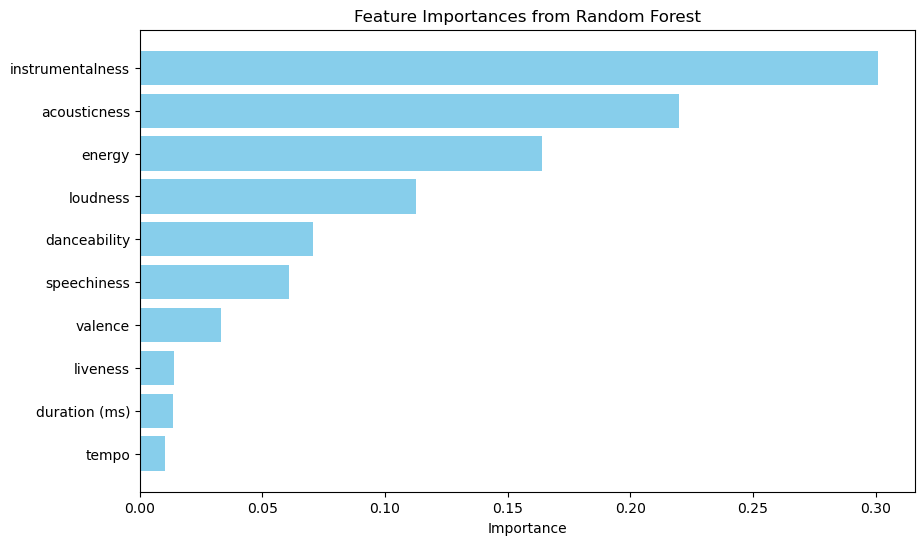 Feature Importances from Random Forest
instrumentalness
acousticness
energy
loudness
danceability
speechiness
valence
liveness
duration (ms)
tempo
0.00 0.05 0.10 0.15 0.20 0.25 0.30
Importance